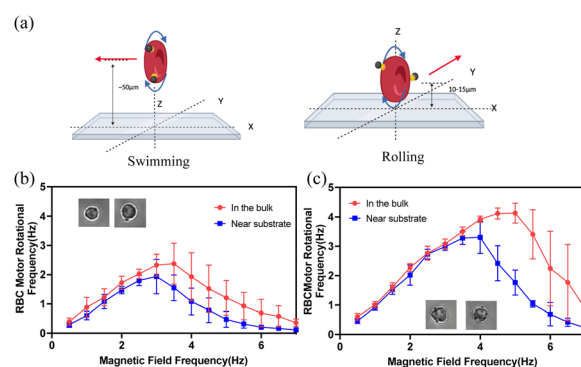 (a)
Z
~50μm
Z
Y
X
Swimming
Z
Y
10-15μm
X
Rolling
(b)
RBC Motor Rotational
Frequency(Hz)
5
4
3
2
1
0
0
2
4
6
In the bulk
Near substrate
Magnetic Field Frequency(Hz)
(c)
RBCMotor Rotational
Frequency(Hz)
5
4
3
2
1
0
0
2
4
6
In the bulk
Near substrate
Magnetic Field Frequency(Hz)